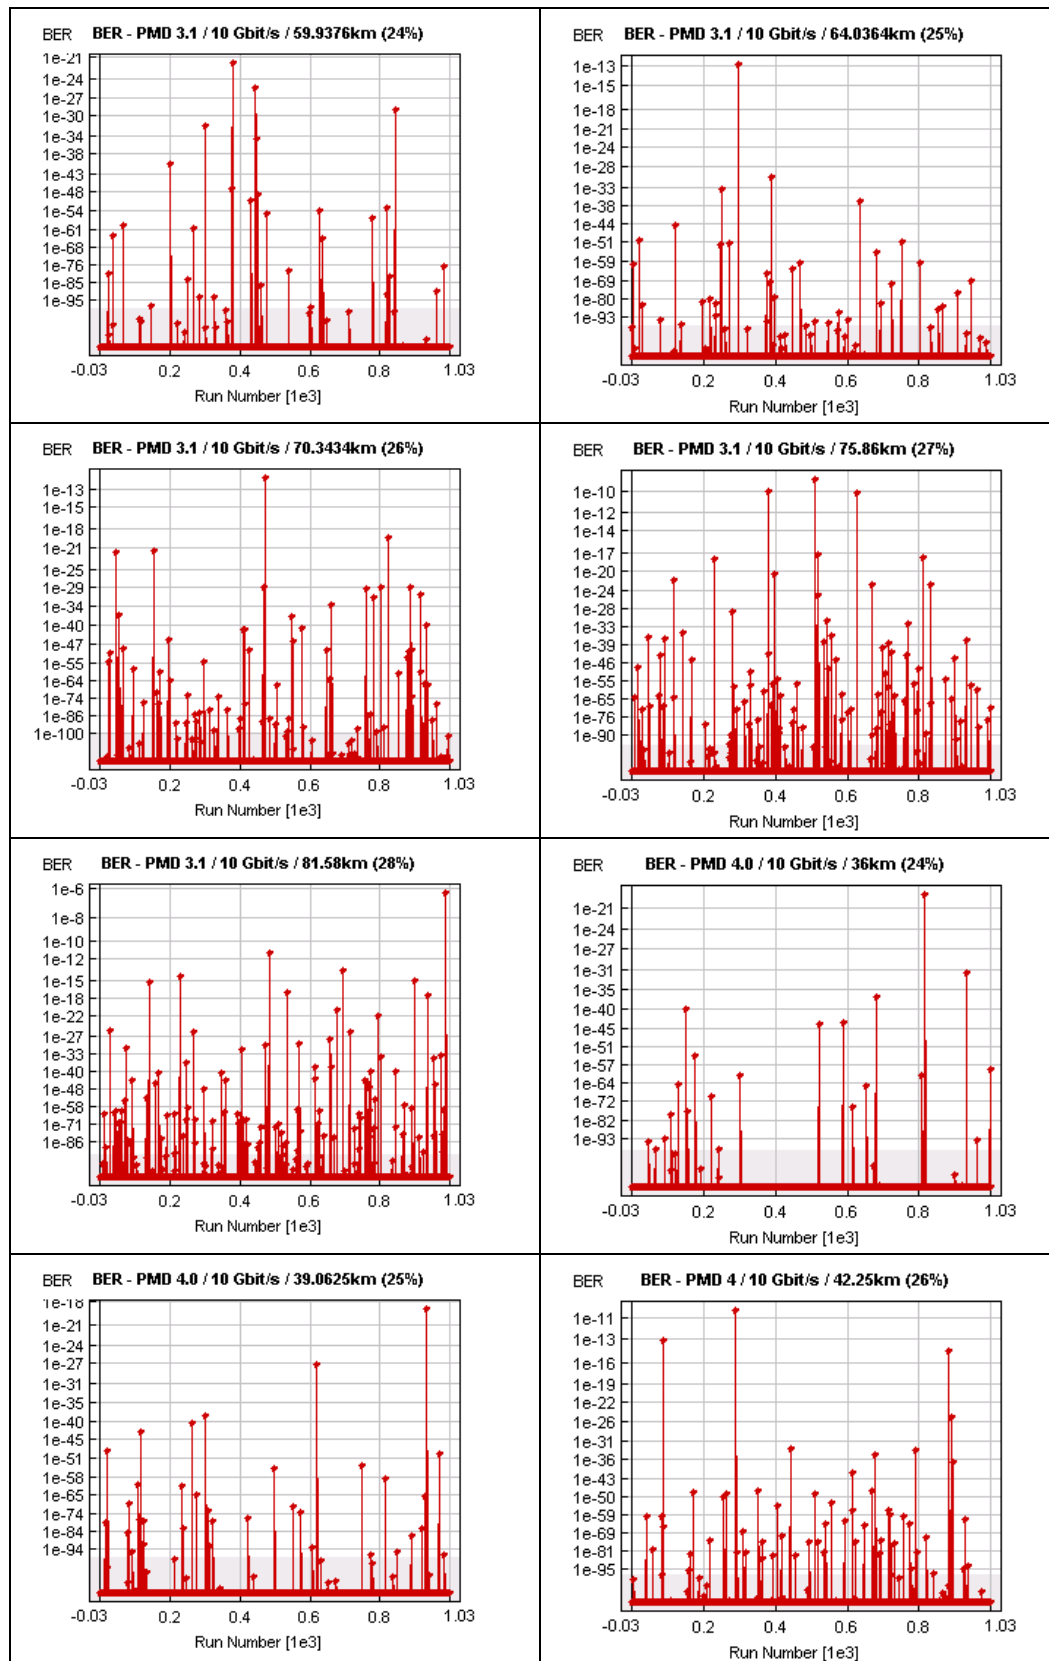 BER BER - PMD 3.1 / 10 Gbit/s / 59.9376km (24%)
1e-21
1e-24
1e-27
1e-30
1e-34
1e-38
1e-43
1e-48
1e-54
1e-61
1e-68
1e-76
1e-85
1e-95
-0.03 0.2 0.4 0.6 0.8 1.03
Run Number [1e3]
BER BER - PMD 3.1 / 10 Gbit/s / 64.0364km (25%)
1e-13
1e-15
1e-18
1e-21
1e-24
1e-28
1e-33
1e-38
1e-44
1e-51
1e-59
1e-69
1e-80
1e-93
-0.03 0.2 0.4 0.6 0.8 1.03
Run Number [1e3]
BER BER - PMD 3.1 / 10 Gbit/s / 70.3434km (26%)
1e-13
1e-15
1e-18
1e-21
1e-25
1e-29
1e-34
1e-40
1e-47
1e-55
1e-64
1e-74
1e-86
1e-100
-0.03 0.2 0.4 0.6 0.8 1.03
Run Number [1e3]
BER BER - PMD 3.1 / 10 Gbit/s / 75.86km (27%)
1e-10
1e-12
1e-14
1e-17
1e-20
1e-24
1e-28
1e-33
1e-39
1e-46
1e-55
1e-65
1e-76
1e-90
-0.03 0.2 0.4 0.6 0.8 1.03
Run Number [1e3]
BER BER - PMD 3.1 / 10 Gbit/s / 81.58km (28%)
1e-6
1e-8
1e-10
1e-12
1e-15
1e-18
1e-22
1e-27
1e-33
1e-40
1e-48
1e-58
1e-71
1e-86
-0.03 0.2 0.4 0.6 0.8 1.03
Run Number [1e3]
BER BER - PMD 4.0 / 10 Gbit/s / 36km (24%)
1e-21
1e-24
1e-27
1e-31
1e-35
1e-40
1e-45
1e-51
1e-57
1e-64
1e-72
1e-82
1e-93
-0.03 0.2 0.4 0.6 0.8 1.03
Run Number [1e3]
BER BER - PMD 4.0 / 10 Gbit/s / 39.0625km (25%)
1e-18
1e-21
1e-24
1e-27
1e-31
1e-35
1e-40
1e-45
1e-51
1e-58
1e-65
1e-74
1e-84
1e-94
-0.03 0.2 0.4 0.6 0.8 1.03
Run Number [1e3]
BER BER - PMD 4 / 10 Gbit/s / 42.25km (26%)
1e-11
1e-13
1e-16
1e-19
1e-22
1e-26
1e-31
1e-36
1e-43
1e-50
1e-59
1e-69
1e-81
1e-95
-0.03 0.2 0.4 0.6 0.8 1.03
Run Number [1e3]